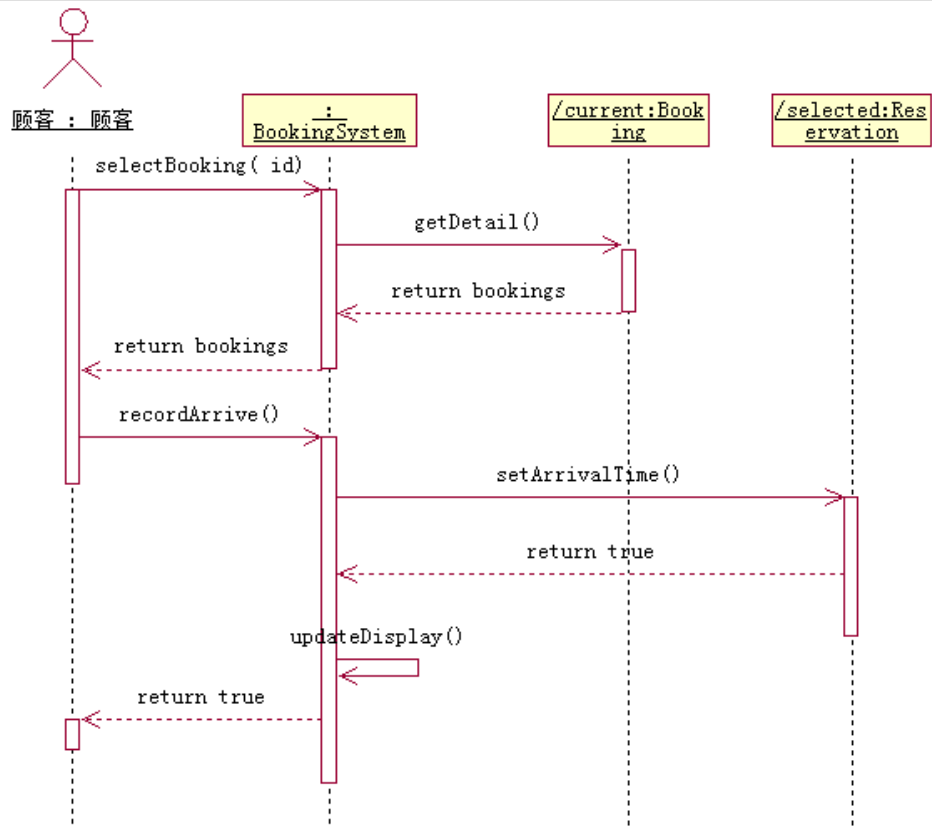 顾客 : 顾客
:
BookingSystem
/current:Book
ing
/selected:Res
ervation
selectBooking( id)
getDetail()
return bookings
return bookings
recordArrive()
setArrivalTime()
return true
updateDisplay()
return true